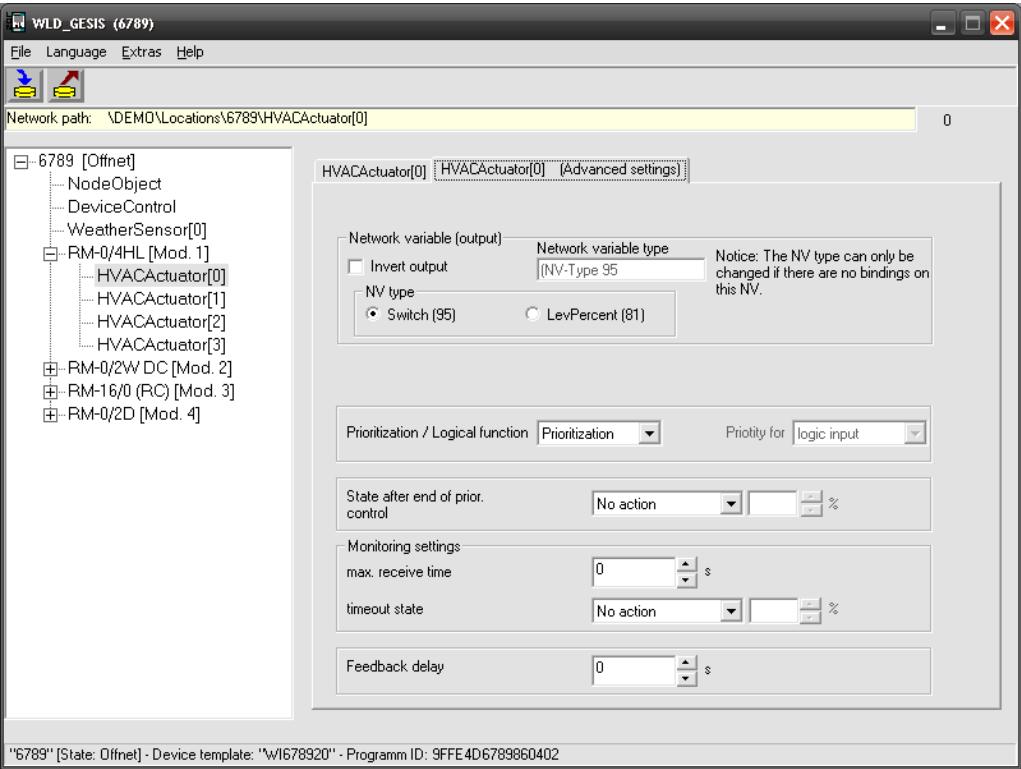 WLD_GESIS (6789)
File Language Extras Help
Network path: \DEMO\Locations\6789\HVACActuator[0]
0
6789 [Offnet]
NodeObject
DeviceControl
WeatherSensor[0]
RM-0/4HL [Mod. 1]
HVACActuator[0]
HVACActuator[1]
HVACActuator[2]
HVACActuator[3]
RM-0/2W DC [Mod. 2]
RM-16/0 (RC) [Mod. 3]
RM-0/2D [Mod. 4]
HVACActuator[0] HVACActuator[0] (Advanced settings)
Network variable (output)
Invert output
Network variable type
(NV-Type 95
Notice: The NV type can only be
changed if there are no bindings on
this NV.
NV type
Switch (95) LevPercent (81)
Prioritization / Logical function Prioritization Priotity for logic input
State after end of prior.
control
No action %
Monitoring settings
max. receive time 0 s
timeout state No action %
Feedback delay 0 s
"6789" [State: Offnet] - Device template: "WI678920" - Programm ID: 9FFE4D6789860402